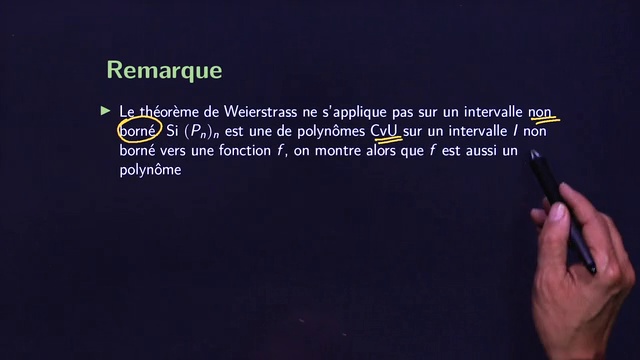 Remarque
Le théorème de Weierstrass ne s'applique pas sur un intervalle non
borné. Si (Pn)n est une de polynômes CvU sur un intervalle I non
borné vers une fonction f, on montre alors que f est aussi un
polynôme